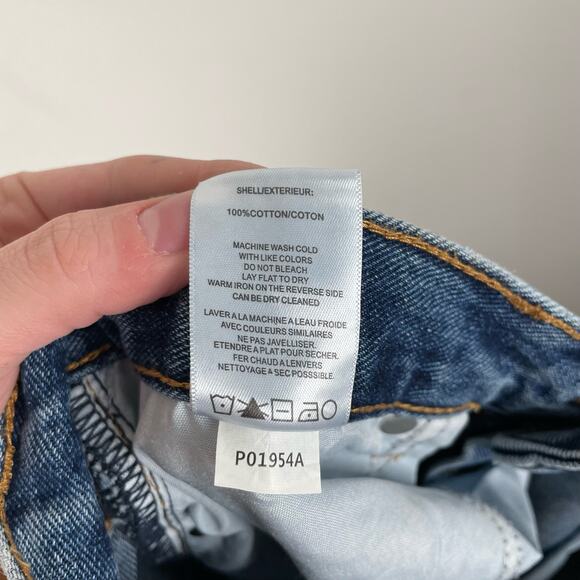 SHELL/EXTERIEUR:
100%COTTON/COTON
MACHINE WASH COLD
WITH LIKE COLORS
DO NOT BLEACH
LAY FLAT TO DRY
WARM IRON ON THE REVERSE SIDE
CAN BE DRY CLEANED
LAVER A LA MACHINE A LEAU FROIDE
AVEC COULEURS SIMILAIRES
NE PAS JAVELLISER.
ETENDRE A PLAT POUR SECHER.
FER CHAUD A LENVERS
NETTOYAGE A SEC POSSSIBLE.
P01954A